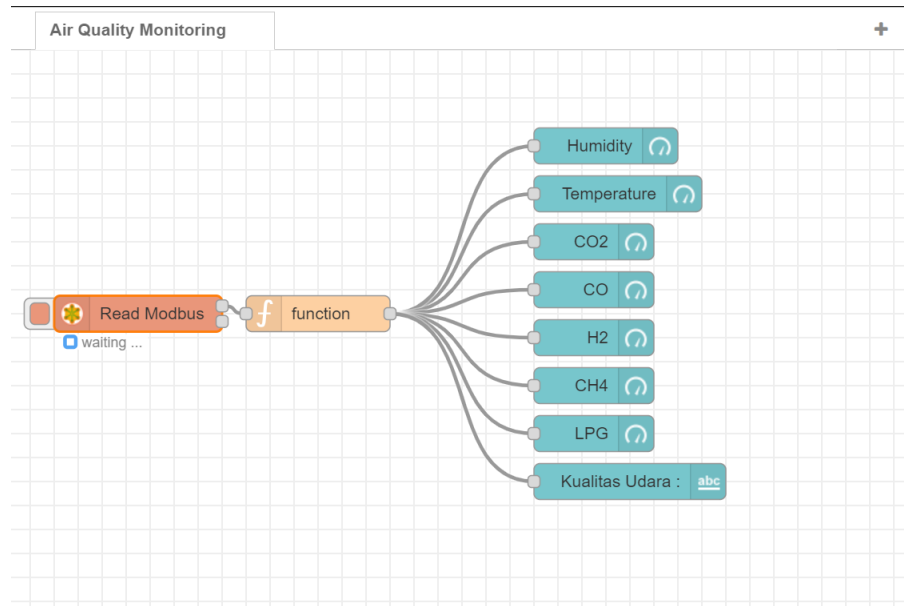 Air Quality Monitoring
Humidity
Temperature
CO2
CO
Read Modbus
function
waiting ...
H2
CH4
LPG
Kualitas Udara :
abc